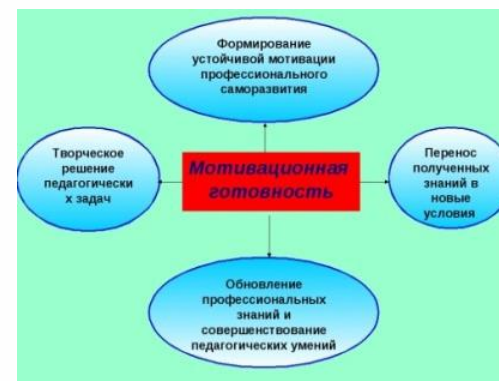 Формирование
устойчивой мотивации
профессионального
саморазвития
Творческое
решение
педагогически
х задач
Мотивационная
готовность
Перенос
полученных
знаний в
новые
условия
Обновление
профессиональных
знаний и
совершенствование
педагогических умений